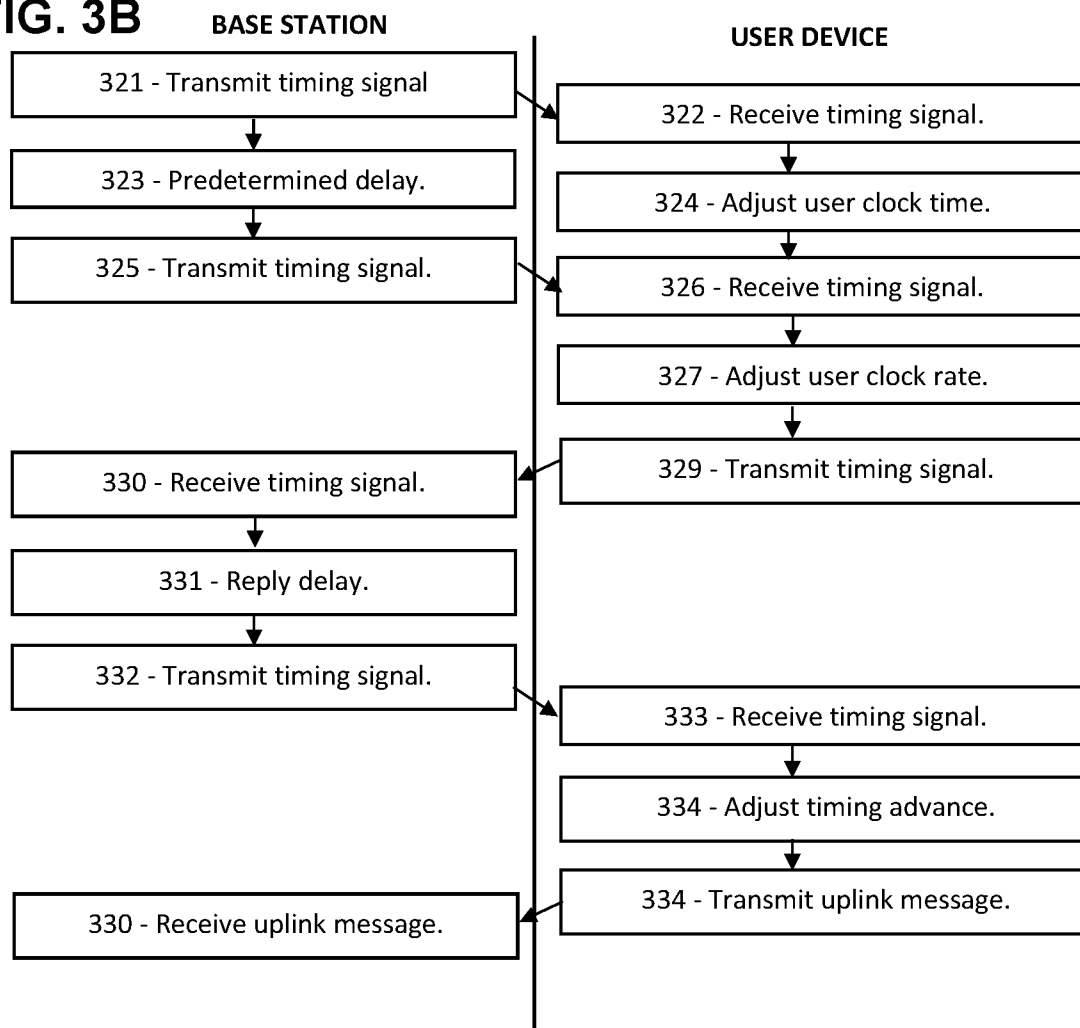 FIG. 3B
BASE STATION
USER DEVICE
321 - Transmit timing signal
322 - Receive timing signal.
323 - Predetermined delay.
324 - Adjust user clock time.
325 - Transmit timing signal.
326 - Receive timing signal.
327 - Adjust user clock rate.
329 - Transmit timing signal.
330 - Receive timing signal.
331 - Reply delay.
332 - Transmit timing signal.
333 - Receive timing signal.
334 - Adjust timing advance.
334 - Transmit uplink message.
330 - Receive uplink message.